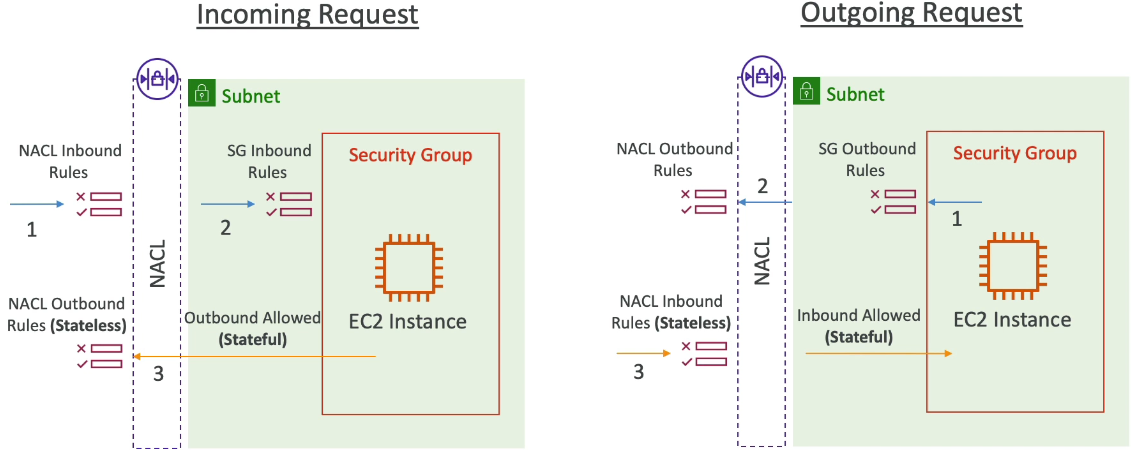 Incoming Request
Subnet
NACL Inbound
Rules
SG Inbound
Rules
Security Group
1
2
NACL
EC2 Instance
NACL Outbound
Rules (Stateless)
Outbound Allowed
(Stateful)
3
Outgoing Request
Subnet
NACL Outbound
Rules
SG Outbound
Rules
Security Group
2
1
NACL
EC2 Instance
NACL Inbound
Rules (Stateless)
Inbound Allowed
(Stateful)
3